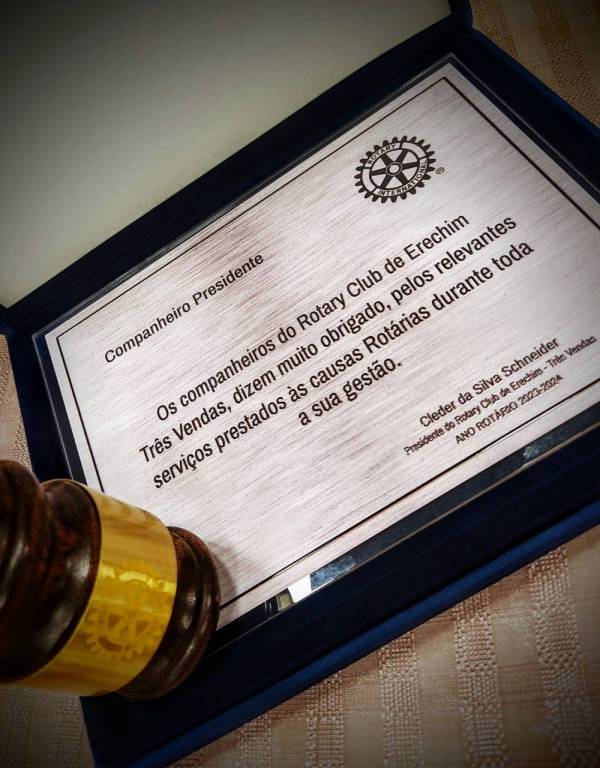 ROTARY
INTERNATIONAL
®
Companheiro Presidente
Os companheiros do Rotary Club de Erechim
Três Vendas, dizem muito obrigado, pelos relevantes
serviços prestados às causas Rotárias durante toda
a sua gestão.
Cleder da Silva Schneider
Presidente do Rotary Club de Erechim - Três Vendas
ANO ROTÁRIO 2023-2024